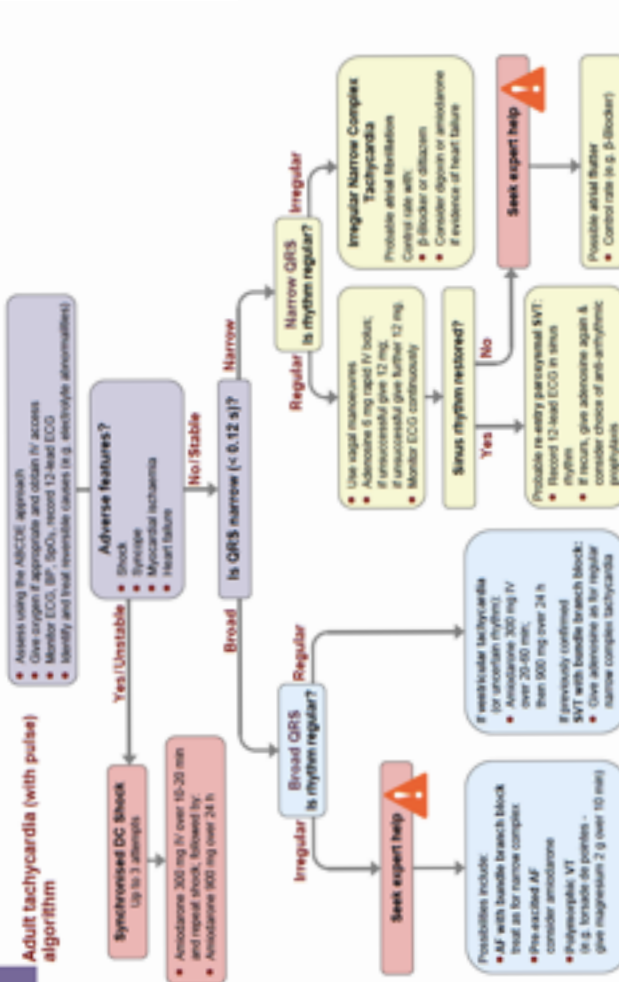 Adult tachycardia (with pulse)
algorithm
• Assess using the ABCDE approach
• Give oxygen if appropriate and obtain IV access
• Monitor ECG, BP, SpO₂, record 12-lead ECG
• Identify and treat reversible causes (e.g. electrolyte abnormalities)
Adverse features?
• Shock
• Syncope
• Myocardial ischaemia
• Heart failure
Yes/Unstable
No/Stable
Synchronised DC Shock
Up to 3 attempts
• Amiodarone 300 mg IV over 10-20 min
and repeat shock, followed by:
• Amiodarone 900 mg over 24 h
Is QRS narrow (< 0.12 s)?
Broad
Narrow
Broad QRS
Is rhythm regular?
Irregular
Regular
Narrow QRS
Is rhythm regular?
Regular
Irregular
Seek expert help
!
Possibilities include:
• AF with bundle branch block
treat as for narrow complex
• Pre-excited AF
consider amiodarone
• Polymorphic VT
(e.g. torsade de pointes -
give magnesium 2 g over 10 min)
If ventricular tachycardia
(or uncertain rhythm):
• Amiodarone 300 mg IV
over 20-60 min;
then 900 mg over 24 h
If previously confirmed
SVT with bundle branch block:
• Give adenosine as for regular
narrow complex tachycardia
• Use vagal manoeuvres
• Adenosine 6 mg rapid IV bolus;
if unsuccessful give 12 mg;
if unsuccessful give further 12 mg.
• Monitor ECG continuously
Sinus rhythm restored?
Yes
No
Probable re-entry paroxysmal SVT:
• Record 12-lead ECG in sinus
rhythm
• If recurs, give adenosine again &
consider choice of anti-arrhythmic
prophylaxis
Irregular Narrow Complex
Tachycardia
Probable atrial fibrillation
Control rate with:
• β-Blocker or diltiazem
• Consider digoxin or amiodarone
if evidence of heart failure
Seek expert help
!
Possible atrial flutter
• Control rate (e.g. β-Blocker)